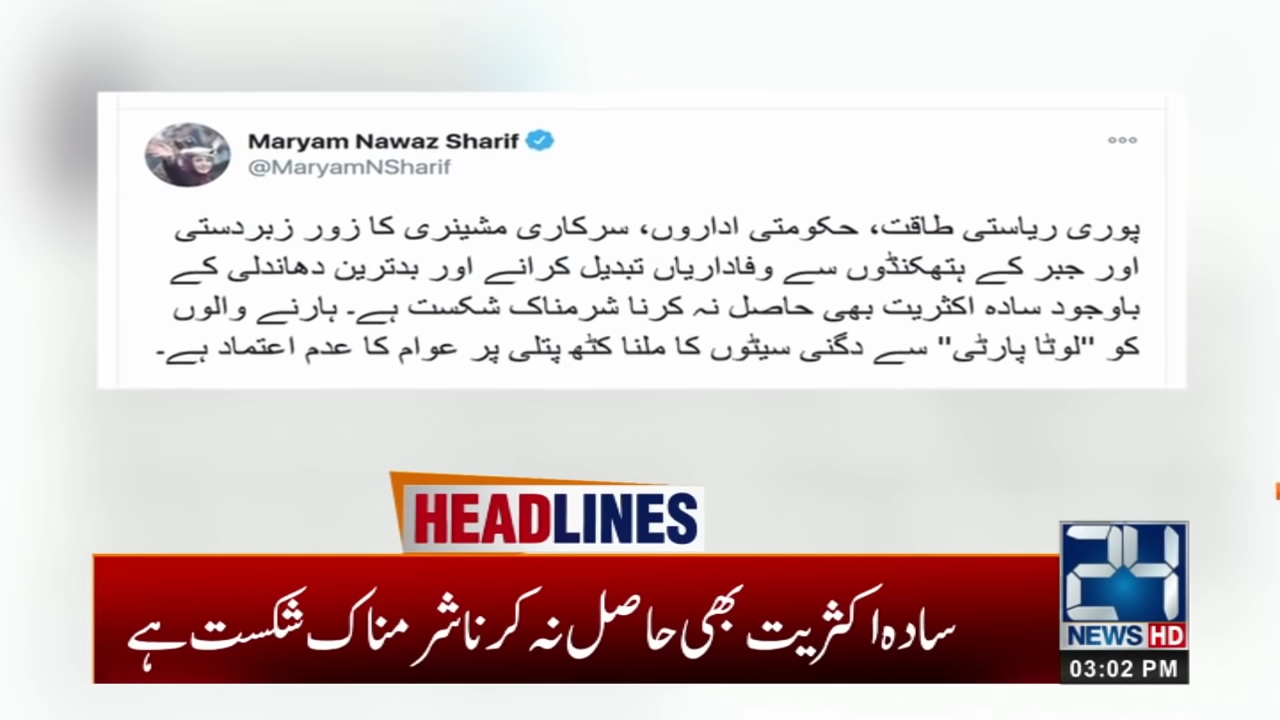 Maryam Nawaz Sharif
@MaryamNSharif
پوری ریاستی طاقت، حکومتی اداروں، سرکاری مشینری کا زور زبردستی
اور جبر کے ہتھکنڈوں سے وفاداریاں تبدیل کرانے اور بدترین دھاندلی کے
باوجود سادہ اکثریت بھی حاصل نہ کرنا شرمناک شکست ہے۔ ہارنے والوں
کو "لوٹا پارٹی" سے دگنی سیٹوں کا ملنا کٹھ پتلی پر عوام کا عدم اعتماد ہے۔
HEADLINES
سادہ اکثریت بھی حاصل نہ کرنا شرمناک شکست ہے
24
NEWS HD
03:02 PM